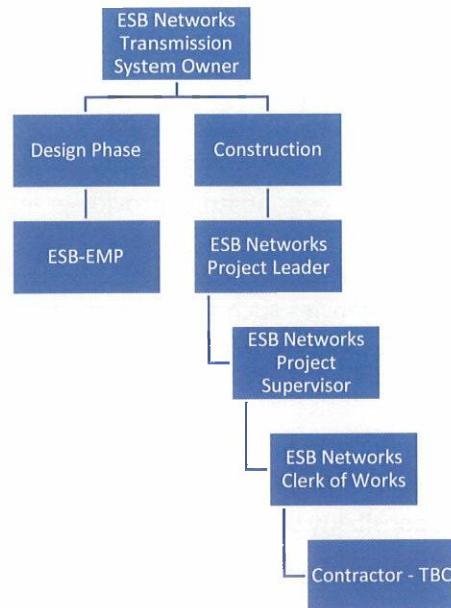 ESB Networks
Transmission
System Owner
Design Phase
Construction
ESB-EMP
ESB Networks
Project Leader
ESB Networks
Project
Supervisor
ESB Networks
Clerk of Works
Contractor - TBC